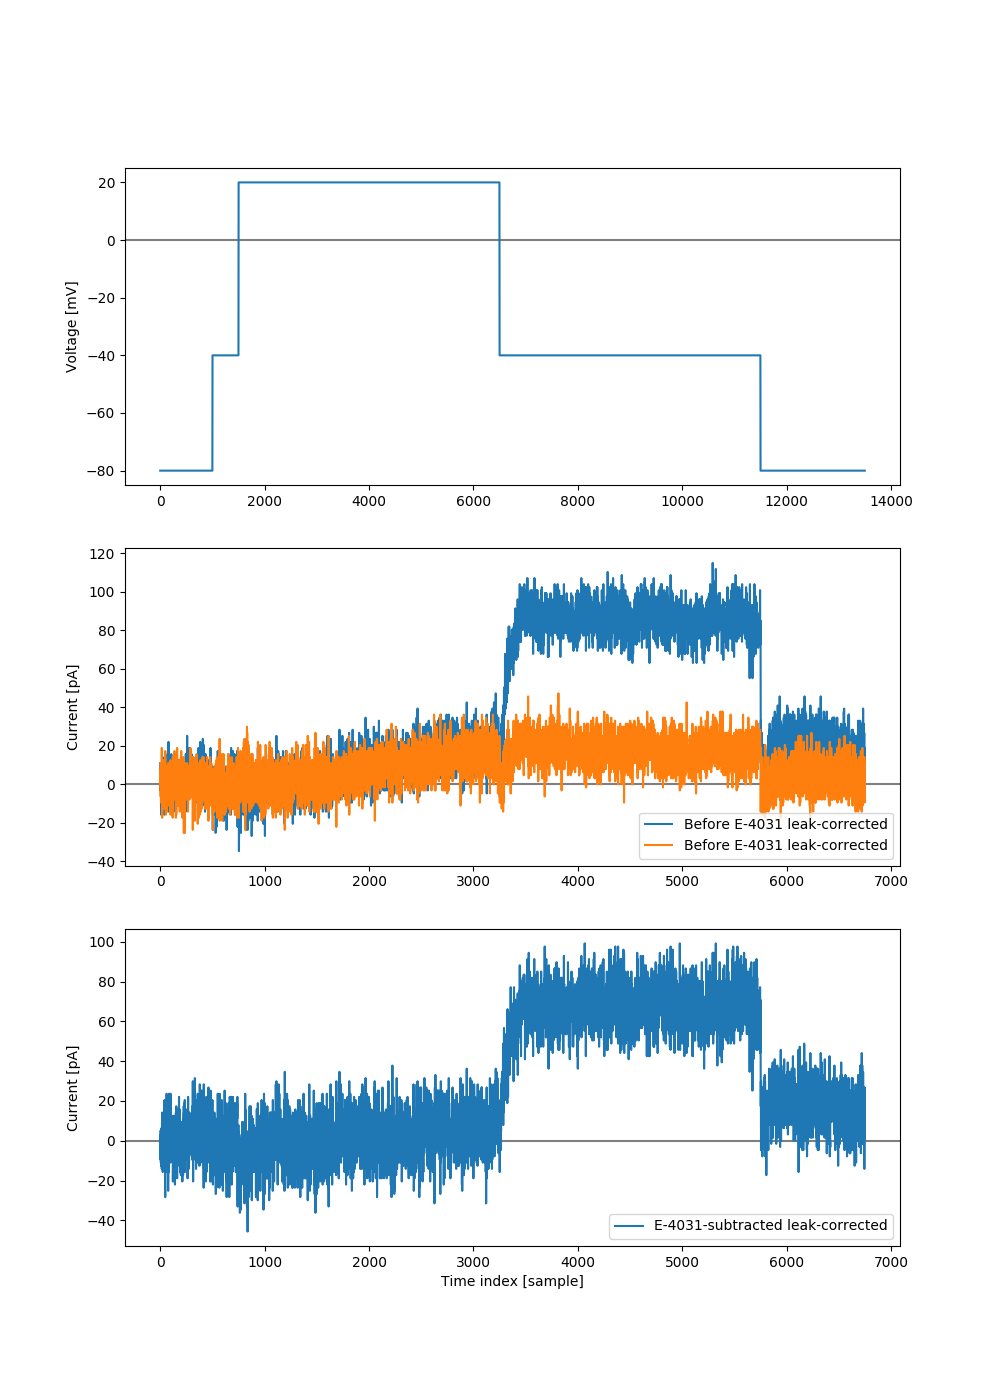 20
0
−20
−40
−60
−80
Voltage [mV]
0 2000 4000 6000 8000 10000 12000 14000
120
100
80
60
40
20
0
−20
−40
Current [pA]
Before E-4031 leak-corrected
Before E-4031 leak-corrected
0 1000 2000 3000 4000 5000 6000 7000
100
80
60
40
20
0
−20
−40
Current [pA]
E-4031-subtracted leak-corrected
0 1000 2000 3000 4000 5000 6000 7000
Time index [sample]